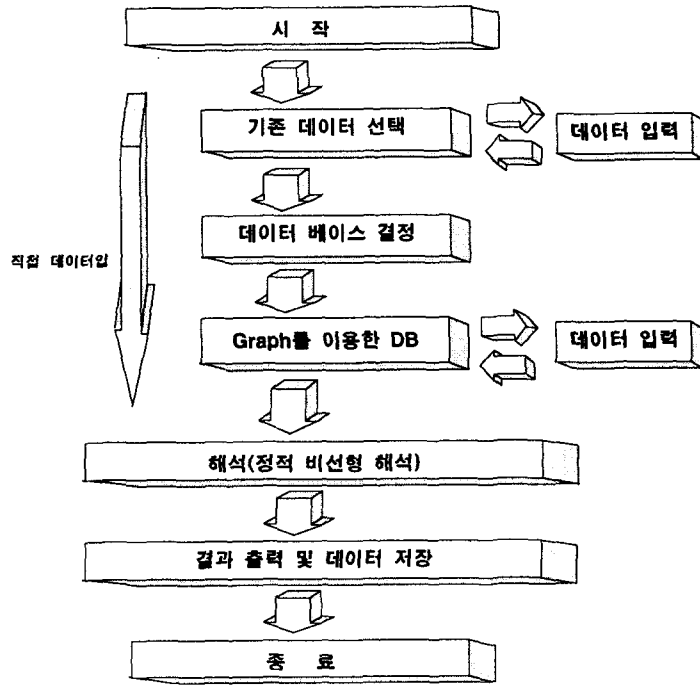 시 작
기존 데이터 선택
데이터 입력
데이터 베이스 결정
직접 데이터입
Graph를 이용한 DB
데이터 입력
해석(정적 비선형 해석)
결과 출력 및 데이터 저장
종 료